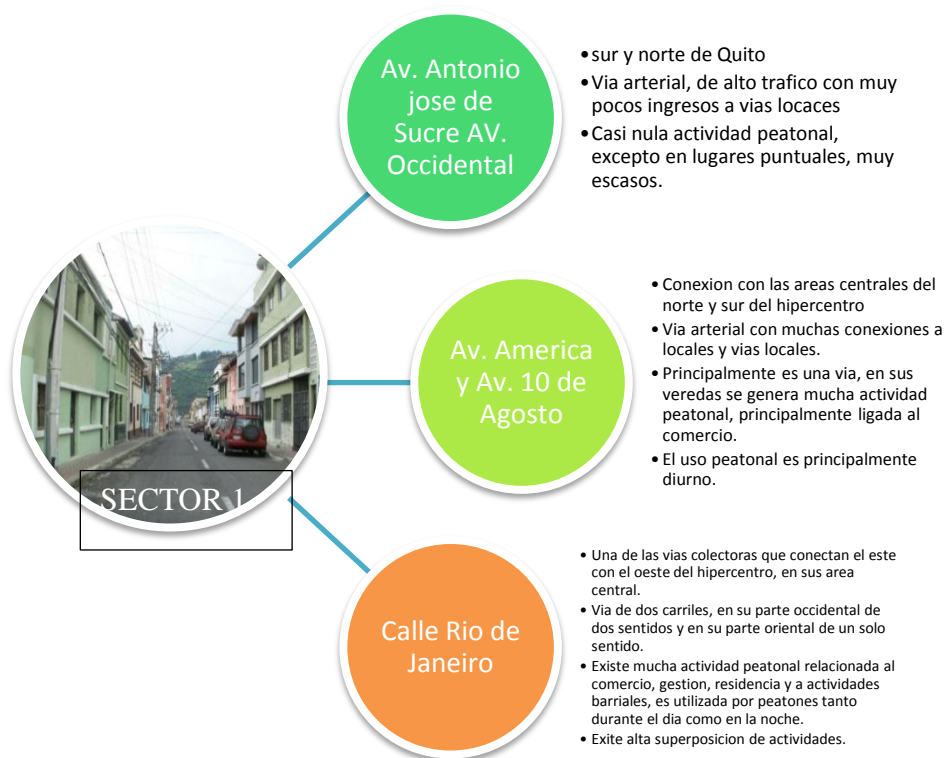 Av. Antonio
jose de
Sucre AV.
Occidental
•sur y norte de Quito
•Via arterial, de alto trafico con muy
pocos ingresos a vias locaces
•Casi nula actividad peatonal,
excepto en lugares puntuales, muy
escasos.
SECTOR 1
Av. America
y Av. 10 de
Agosto
• Conexion con las areas centrales del
norte y sur del hipercentro
• Via arterial con muchas conexiones a
locales y vias locales.
• Principalmente es una via, en sus
veredas se genera mucha actividad
peatonal, principalmente ligada al
comercio.
• El uso peatonal es principalmente
diurno.
Calle Rio de
Janeiro
• Una de las vias colectoras que conectan el este
con el oeste del hipercentro, en sus area
central.
• Via de dos carriles, en su parte occidental de
dos sentidos y en su parte oriental de un solo
sentido.
• Existe mucha actividad peatonal relacionada al
comercio, gestion, residencia y a actividades
barriales, es utilizada por peatones tanto
durante el dia como en la noche.
• Exite alta superposicion de actividades.